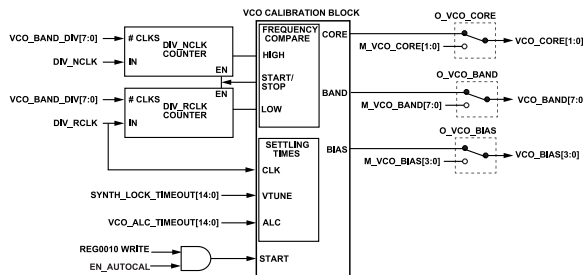 VCO CALIBRATION BLOCK
O_VCO_CORE
VCO_BAND_DIV[7:0]
# CLKS
DIV_NCLK
COUNTER
DIV_NCLK
IN
EN
FREQUENCY
COMPARE
HIGH
START/
STOP
LOW
CORE
M_VCO_CORE[1:0]
VCO_CORE[1:0]
VCO_BAND_DIV[7:0]
# CLKS
EN
DIV_RCLK
COUNTER
DIV_RCLK
IN
O_VCO_BAND
BAND
M_VCO_BAND[7:0]
VCO_BAND[7:0
O_VCO_BIAS
BIAS
M_VCO_BIAS[3:0]
VCO_BIAS[3:0]
SETTLING
TIMES
CLK
SYNTH_LOCK_TIMEOUT[14:0]
VTUNE
VCO_ALC_TIMEOUT[14:0]
ALC
REG0010 WRITE
EN_AUTOCAL
START